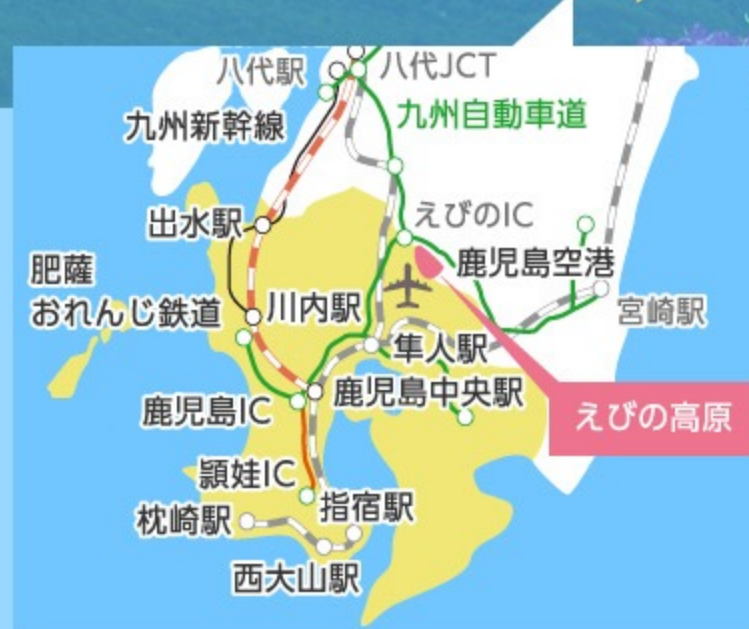 八代駅
八代JCT
九州新幹線
九州自動車道
えびのIC
出水駅
鹿児島空港
肥薩
おれんじ鉄道
川内駅
宮崎駅
隼人駅
鹿児島中央駅
鹿児島IC
えびの高原
頴娃IC
枕崎駅
指宿駅
西大山駅